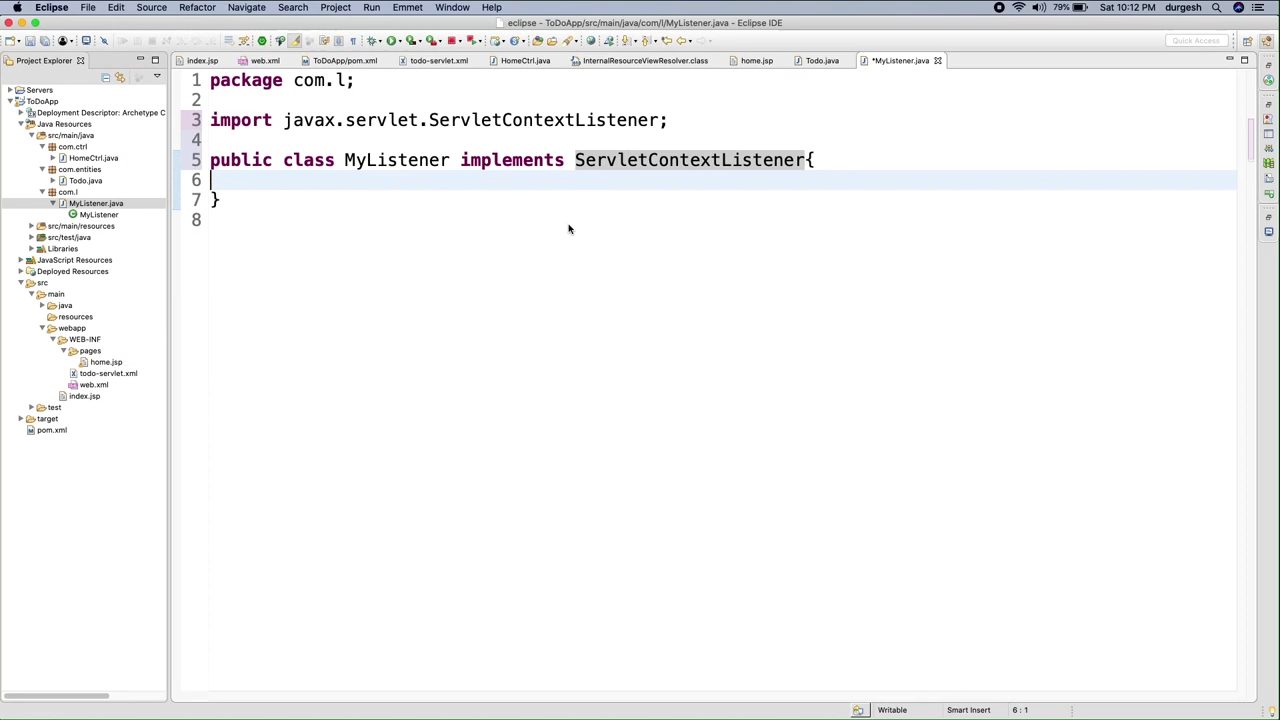 Eclipse File Edit Source Refactor Navigate Search Project Run Emmet Window Help 79% Sat 10:12 PM durgesh
eclipse - ToDoApp/src/main/java/com/l/MyListener.java - Eclipse IDE
Quick Access
Project Explorer
index.jsp web.xml ToDoApp/pom.xml todo-servlet.xml HomeCtrl.java InternalResourceViewResolver.class home.jsp Todo.java *MyListener.java
Servers
ToDoApp
Deployment Descriptor: Archetype C
Java Resources
src/main/java
com.ctrl
HomeCtrl.java
com.entities
Todo.java
com.l
MyListener.java
MyListener
src/main/resources
src/test/java
Libraries
JavaScript Resources
Deployed Resources
src
main
java
resources
webapp
WEB-INF
pages
home.jsp
todo-servlet.xml
web.xml
index.jsp
test
target
pom.xml
1 package com.l;
2
3 import javax.servlet.ServletContextListener;
4
5 public class MyListener implements ServletContextListener{
6
7 }
8
Writable Smart Insert 6 : 1